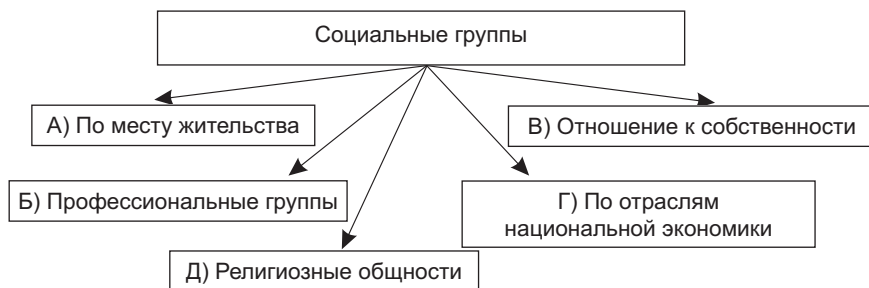 Социальные группы
А) По месту жительства
В) Отношение к собственности
Б) Профессиональные группы
Г) По отраслям
национальной экономики
Д) Религиозные общности